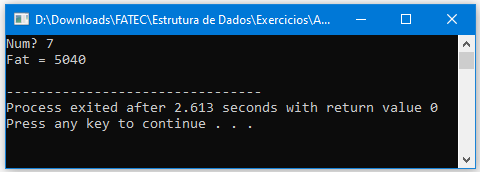 D:\Downloads\FATEC\Estrutura de Dados\Exercicios\A...
Num? 7
Fat = 5040
--------------------------------
Process exited after 2.613 seconds with return value 0
Press any key to continue . . .